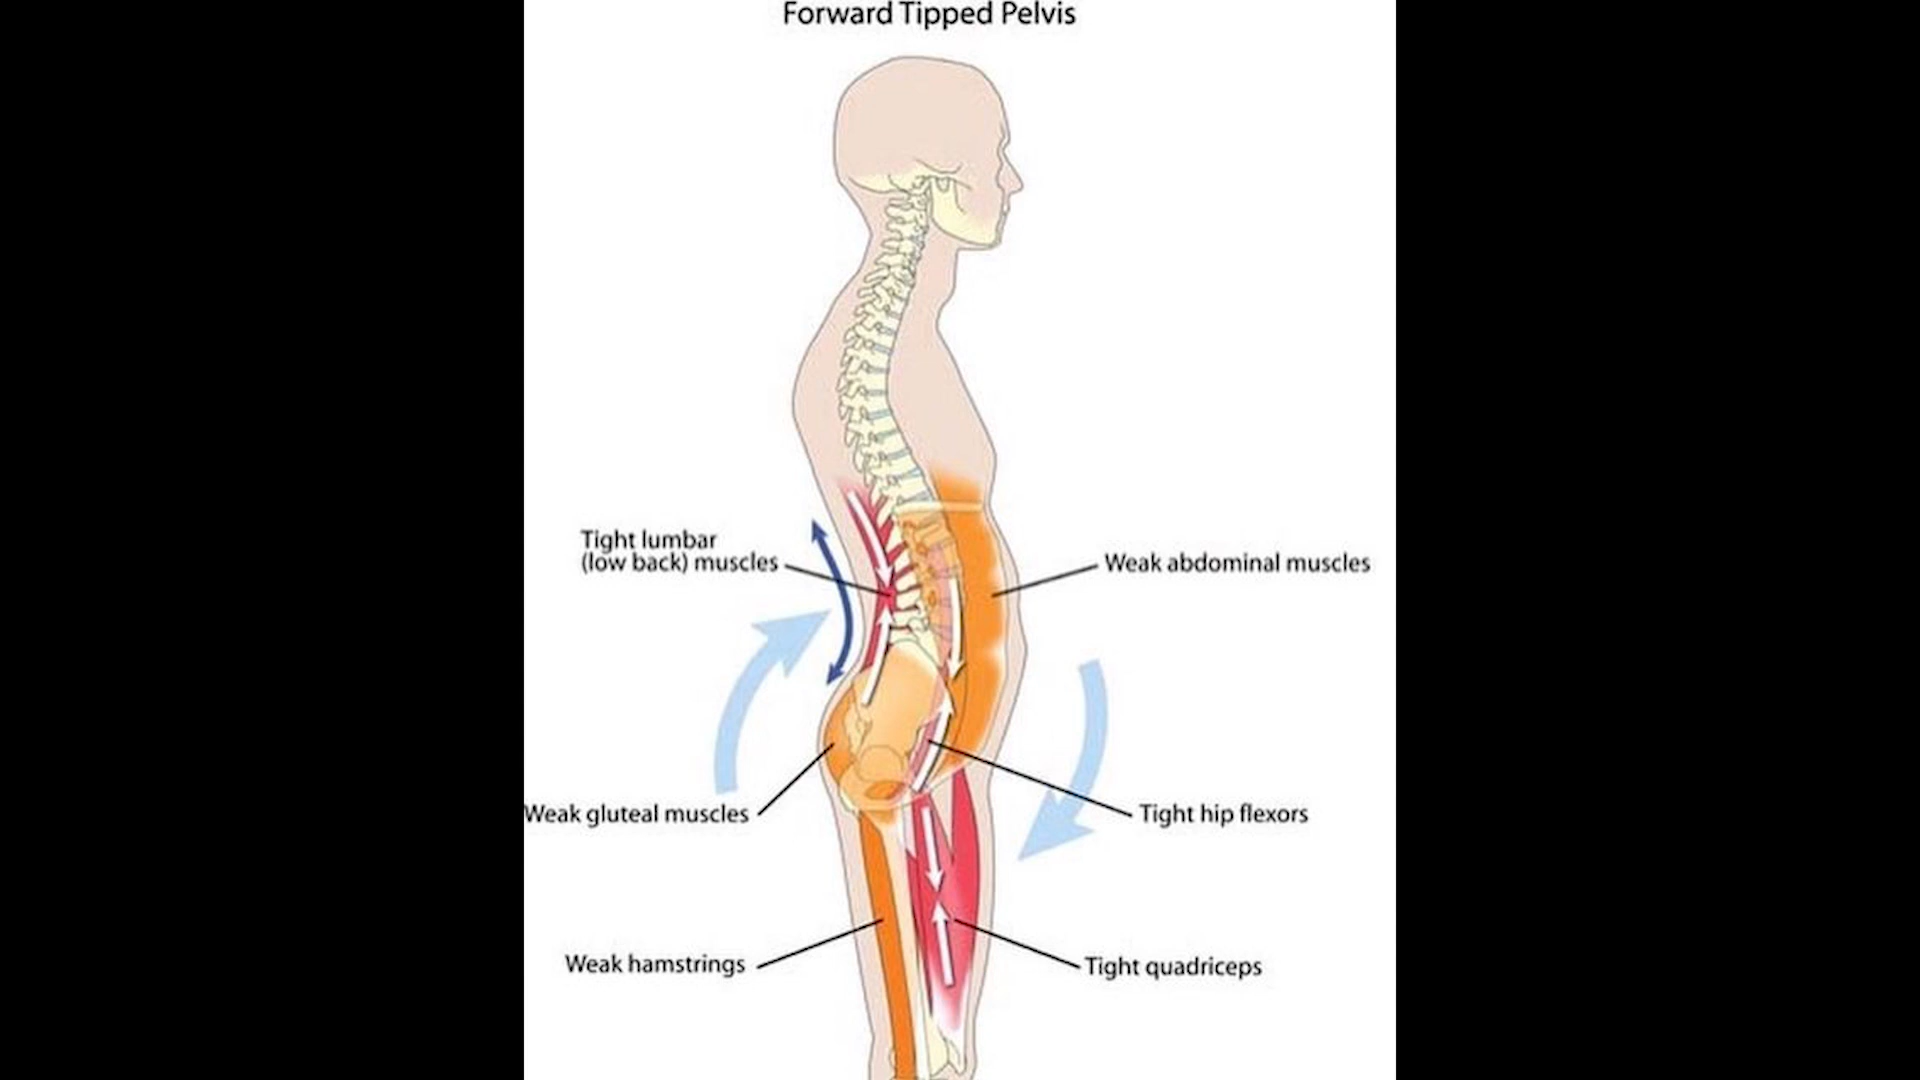 Forward Tipped Pelvis
Tight lumbar
(low back) muscles
Weak abdominal muscles
Weak gluteal muscles
Tight hip flexors
Weak hamstrings
Tight quadriceps